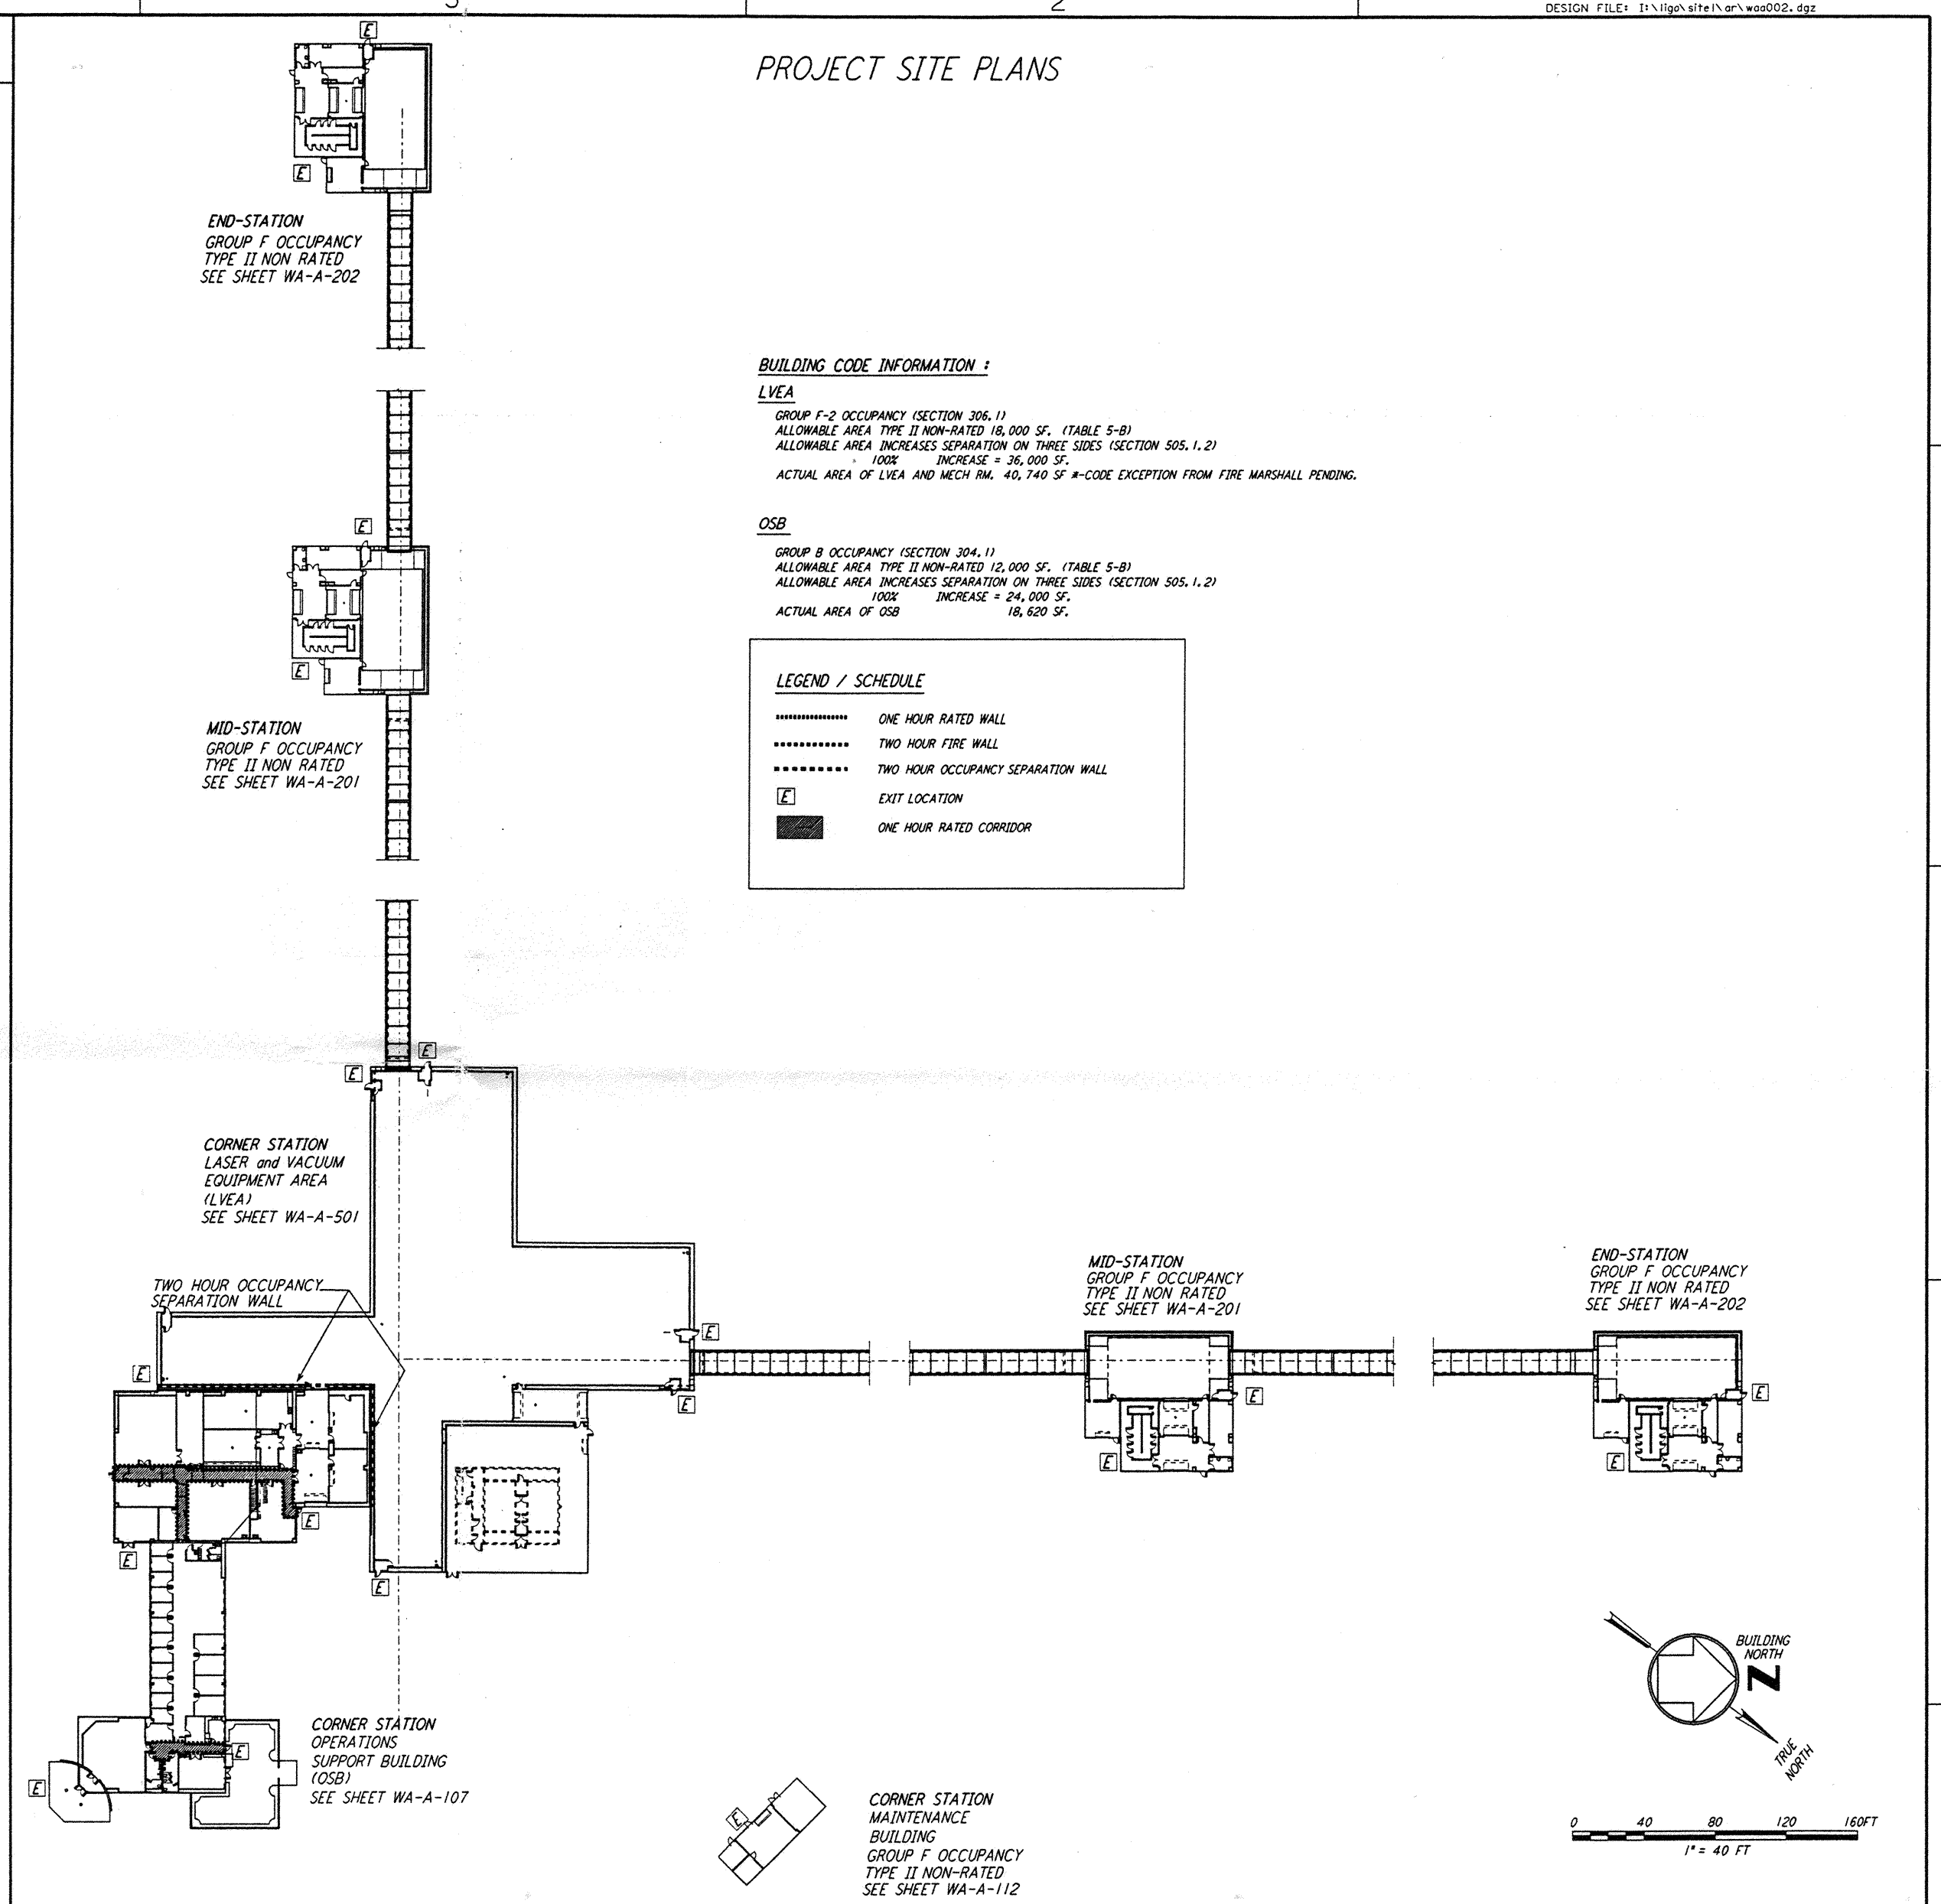 3
2
DESIGN FILE: I:\ligo\site1\ar\waa002.dgz
PROJECT SITE PLANS
E
E
END-STATION
GROUP F OCCUPANCY
TYPE II NON RATED
SEE SHEET WA-A-202
BUILDING CODE INFORMATION :
LVEA
GROUP F-2 OCCUPANCY (SECTION 306.1)
ALLOWABLE AREA TYPE II NON-RATED 18,000 SF. (TABLE 5-B)
ALLOWABLE AREA INCREASES SEPARATION ON THREE SIDES (SECTION 505.1.2)
100% INCREASE = 36,000 SF.
ACTUAL AREA OF LVEA AND MECH RM. 40,740 SF *-CODE EXCEPTION FROM FIRE MARSHALL PENDING.
OSB
GROUP B OCCUPANCY (SECTION 304.1)
ALLOWABLE AREA TYPE II NON-RATED 12,000 SF. (TABLE 5-B)
ALLOWABLE AREA INCREASES SEPARATION ON THREE SIDES (SECTION 505.1.2)
100% INCREASE = 24,000 SF.
ACTUAL AREA OF OSB 18,620 SF.
E
E
MID-STATION
GROUP F OCCUPANCY
TYPE II NON RATED
SEE SHEET WA-A-201
LEGEND / SCHEDULE
ONE HOUR RATED WALL
TWO HOUR FIRE WALL
TWO HOUR OCCUPANCY SEPARATION WALL
E EXIT LOCATION
ONE HOUR RATED CORRIDOR
E
E
CORNER STATION
LASER and VACUUM
EQUIPMENT AREA
(LVEA)
SEE SHEET WA-A-501
TWO HOUR OCCUPANCY
SEPARATION WALL
E
E
E
MID-STATION
GROUP F OCCUPANCY
TYPE II NON RATED
SEE SHEET WA-A-201
E
E
END-STATION
GROUP F OCCUPANCY
TYPE II NON RATED
SEE SHEET WA-A-202
E
E
E
E
E
E
E
CORNER STATION
OPERATIONS
SUPPORT BUILDING
(OSB)
SEE SHEET WA-A-107
E
CORNER STATION
MAINTENANCE
BUILDING
GROUP F OCCUPANCY
TYPE II NON-RATED
SEE SHEET WA-A-112
BUILDING
NORTH
N
TRUE
NORTH
0 40 80 120 160FT
1"= 40 FT